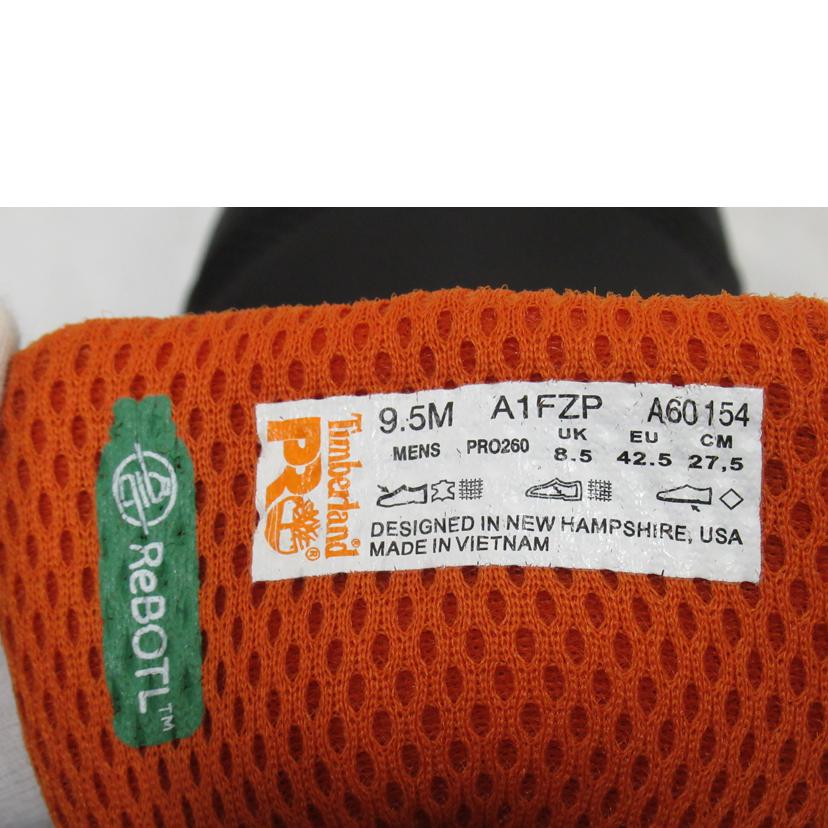 ReBOTL™
Timberland®
PRO®
9.5M A1FZP A60154
MENS PRO260 UK EU CM
8.5 42.5 27,5
DESIGNED IN NEW HAMPSHIRE, USA
MADE IN VIETNAM